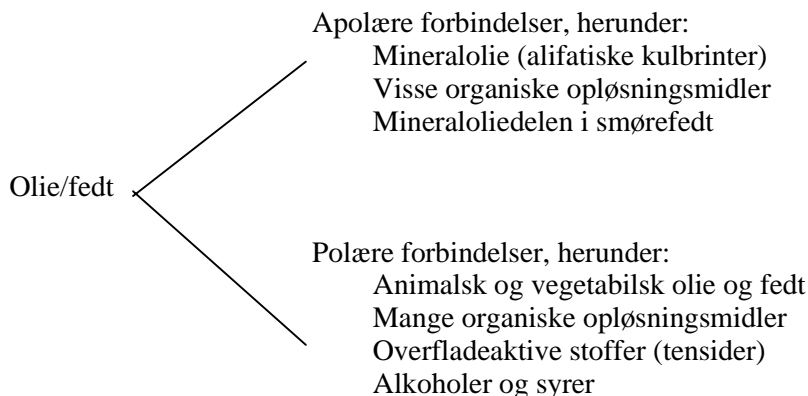 Apolære forbindelser, herunder:
Mineralolie (alifatiske kulbrinter)
Visse organiske opløsningsmidler
Mineraloliedelen i smørefedt
Olie/fedt
Polære forbindelser, herunder:
Animalsk og vegetabilsk olie og fedt
Mange organiske opløsningsmidler
Overfladeaktive stoffer (tensider)
Alkoholer og syrer